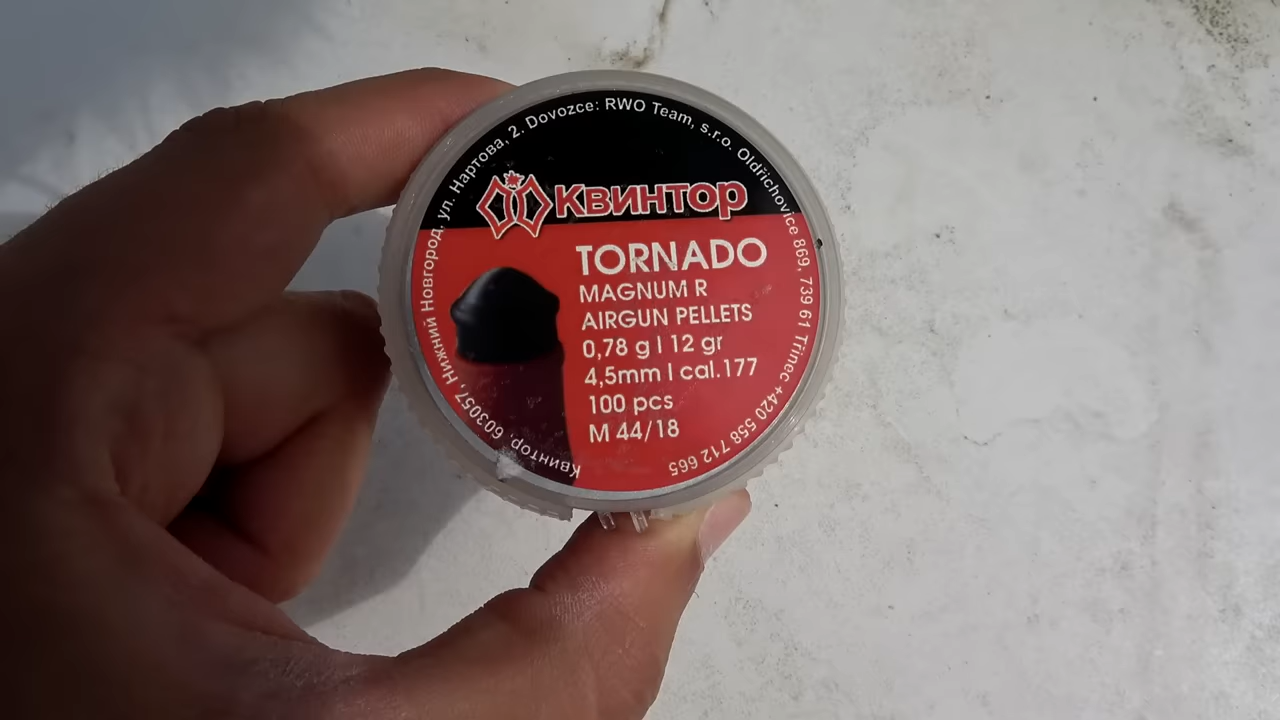 Квинтор, 603057, Нижний Новгород, ул. Нартова, 2. Dovozce: RWO Team, s.r.o. Oldřichovice 869, 739 61 Třinec +420 558 712 665
Квинтор
TORNADO
MAGNUM R
AIRGUN PELLETS
0,78 g | 12 gr
4,5mm | cal.177
100 pcs
M 44/18